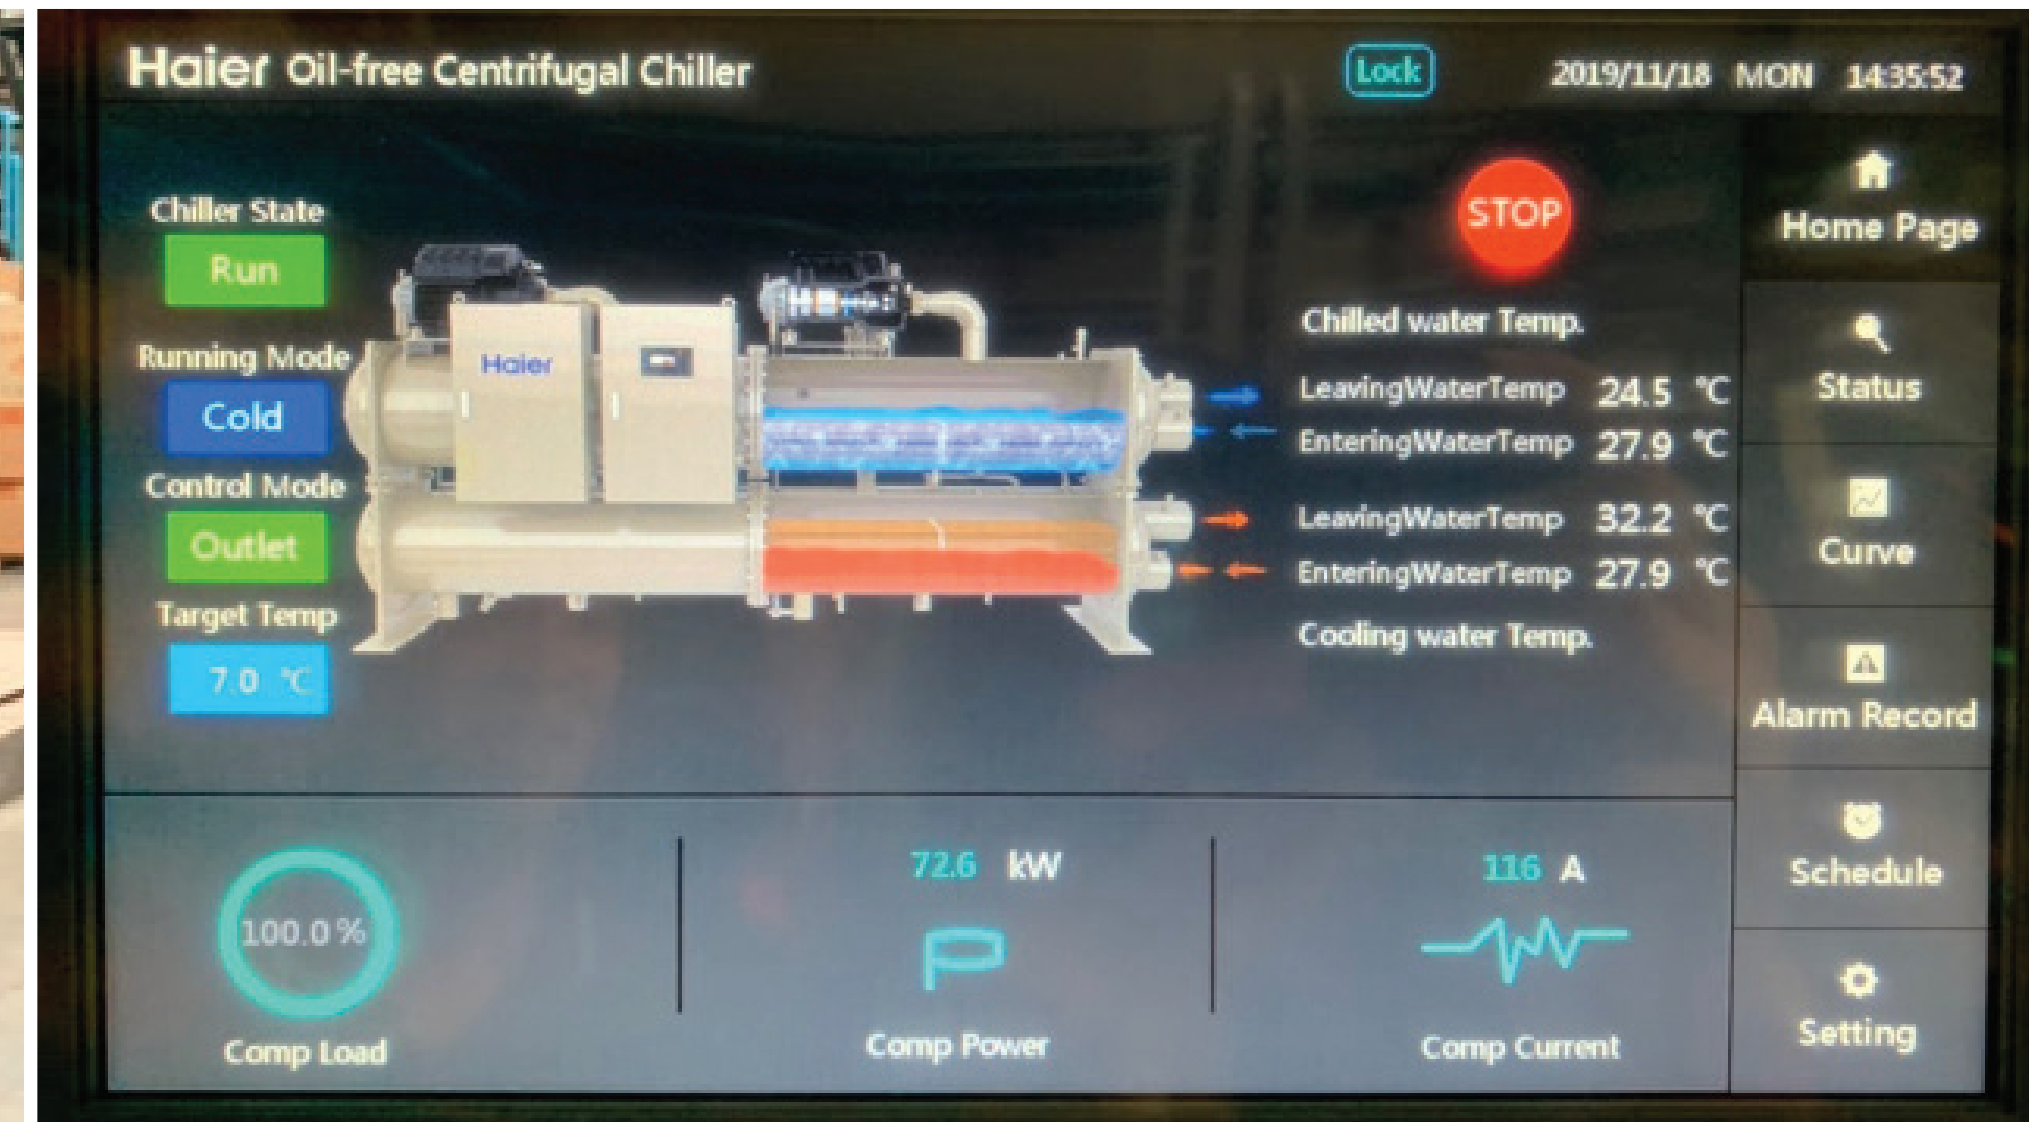 Haier Oil-free Centrifugal Chiller
Lock
2019/11/18 MON 14:35:52
Chiller State
Run
Running Mode
Cold
Control Mode
Outlet
Target Temp
7.0 ℃
Haier
STOP
Chilled water Temp.
LeavingWaterTemp 24.5 ℃
EnteringWaterTemp 27.9 ℃
LeavingWaterTemp 32.2 ℃
EnteringWaterTemp 27.9 ℃
Cooling water Temp.
Home Page
Status
Curve
Alarm Record
Schedule
Setting
100.0%
Comp Load
72.6 kW
Comp Power
116 A
Comp Current